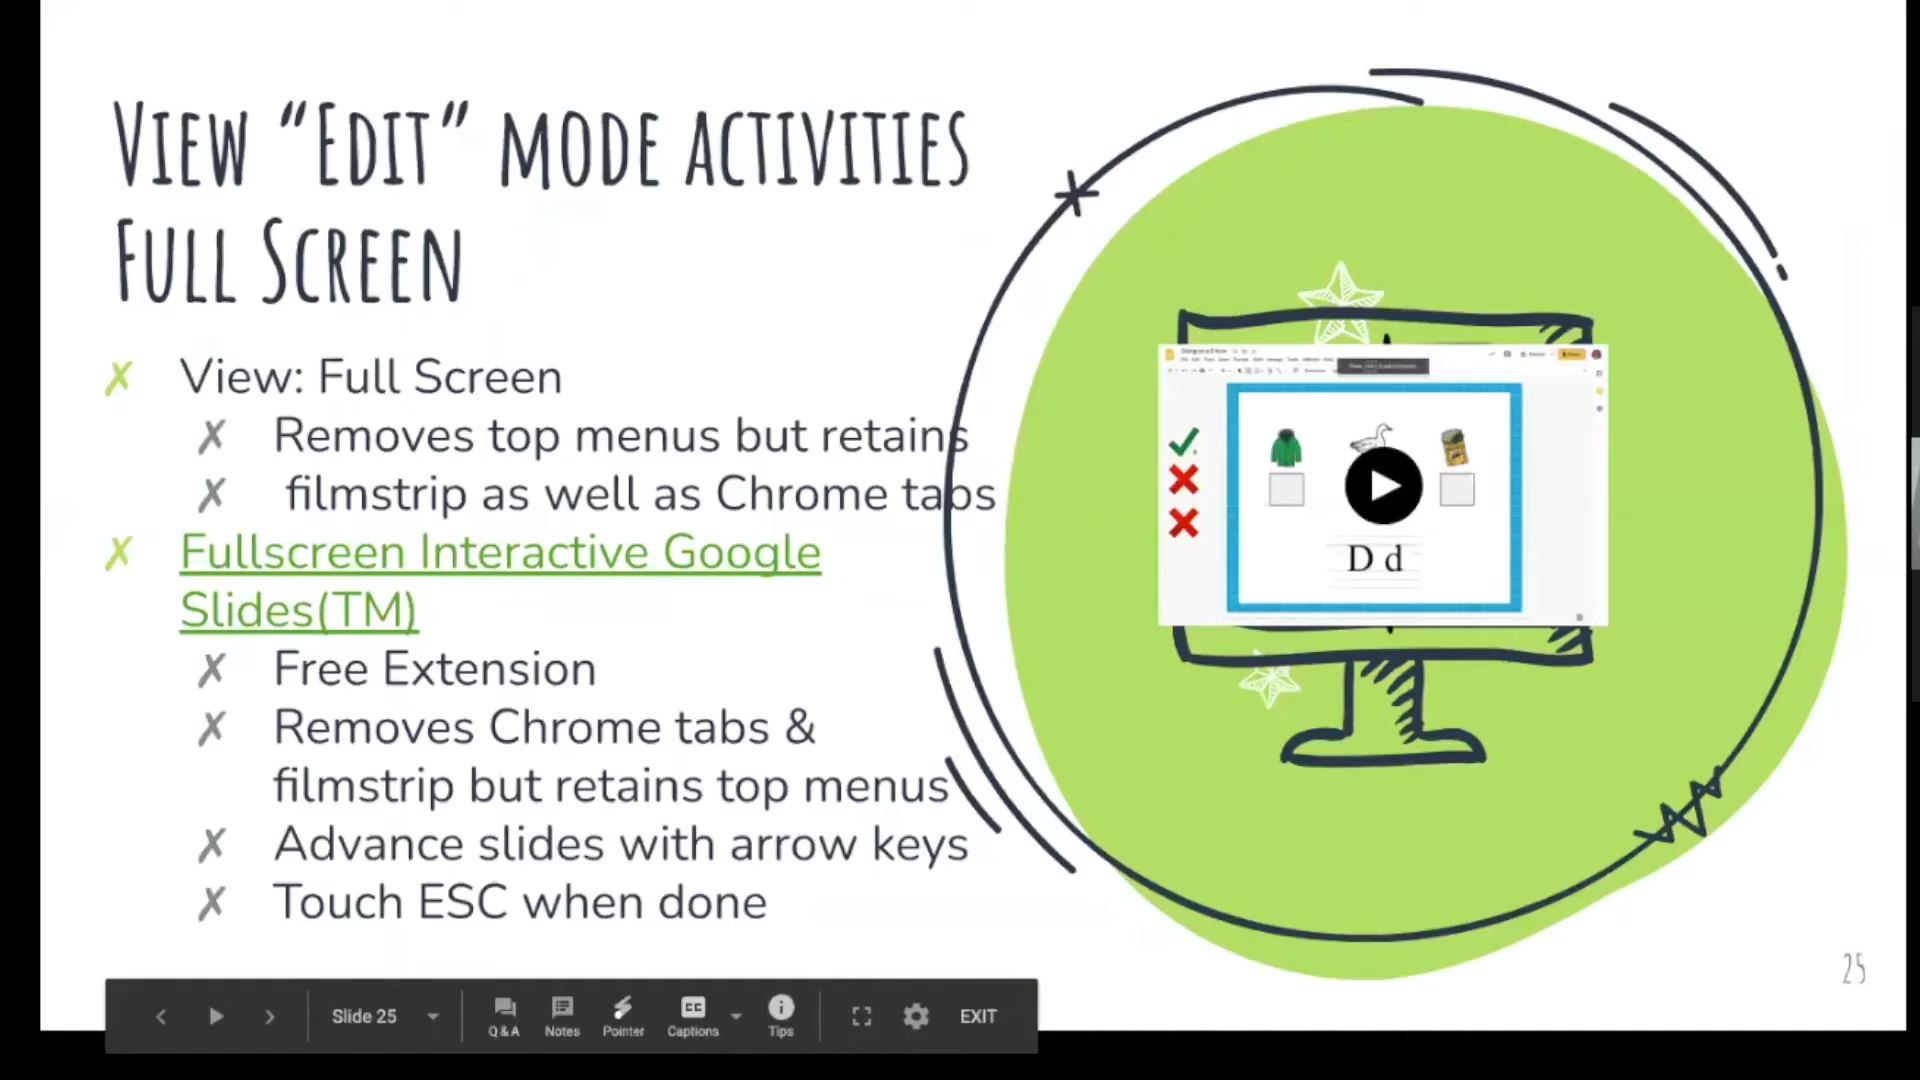 View “Edit” mode activities
Full Screen
✗ View: Full Screen
✗ Removes top menus but retains
✗ filmstrip as well as Chrome tabs
✗ Fullscreen Interactive Google
Slides(TM)
✗ Free Extension
✗ Removes Chrome tabs &
filmstrip but retains top menus
✗ Advance slides with arrow keys
✗ Touch ESC when done
D d
25
Slide 25
Q & A
Notes
Pointer
CC
Captions
Tips
EXIT